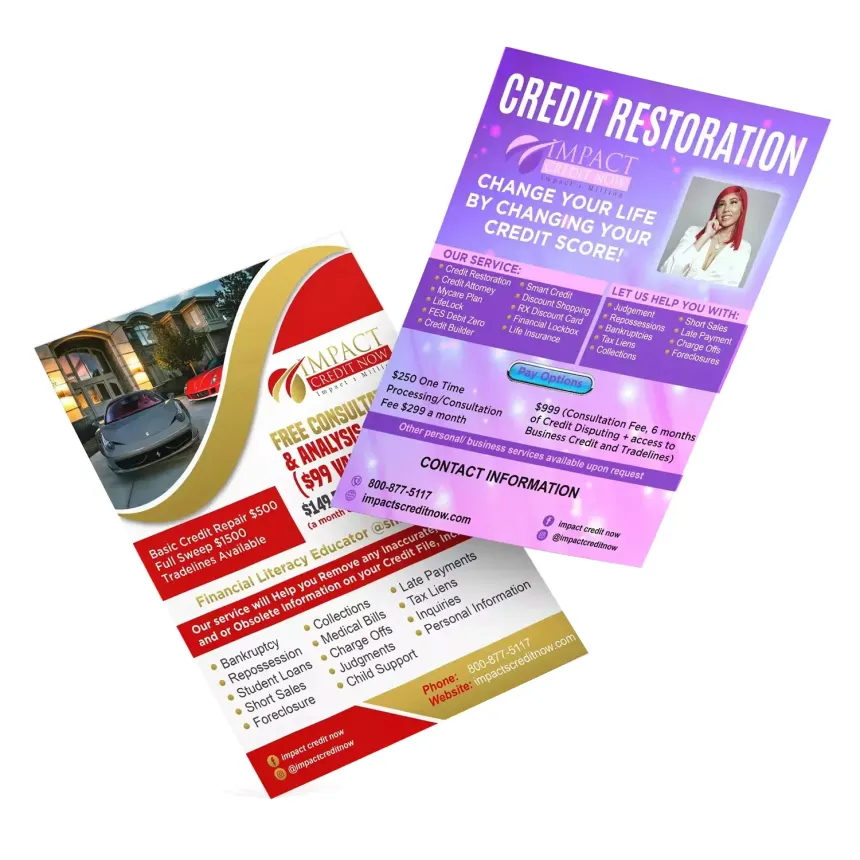 CREDIT RESTORATION
IMPACT
CREDIT NOW
Impact 1 Million
CHANGE YOUR LIFE
BY CHANGING YOUR
CREDIT SCORE!
OUR SERVICE:
Credit Restoration
Credit Attorney
Mycare Plan
LifeLock
FES Debit Zero
Credit Builder
Smart Credit
Discount Shopping
RX Discount Card
Financial Lockbox
Life Insurance
LET US HELP YOU WITH:
Judgement
Repossessions
Bankruptcies
Tax Liens
Collections
Short Sales
Late Payment
Charge Offs
Foreclosures
Pay Options
$250 One Time
Processing/Consultation
Fee $299 a month
$999 (Consultation Fee, 6 months
of Credit Disputing + access to
Business Credit and Tradelines)
Other personal/ business services available upon request
CONTACT INFORMATION
800-877-5117
impactscreditnow.com
impact credit now
@impactcreditnow
IMPACT
CREDIT NOW
Impact 1 Million
FREE
& ANALYSIS
($99
$149
(a month
Basic Credit Repair $500
Full Sweep $1500
Tradelines Available
Financial Literacy Educator
Our service will Help you Remove any
and or Obsolete Information on your Credit File,
Bankruptcy
Repossession
Student Loans
Short Sales
Foreclosure
Collections
Medical Bills
Charge Offs
Judgments
Child Support
Late Payments
Tax Liens
Inquiries
Personal Information
Phone: 800-877-5117
Website: impactscreditnow.com
impact credit now
@impactcreditnow